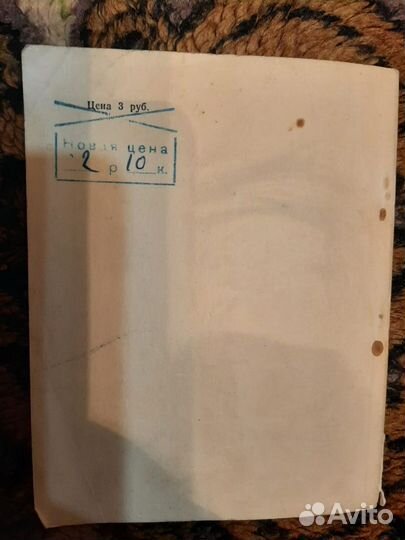 Цена 3 руб.
Новая цена
2 р 10 к.
Avito